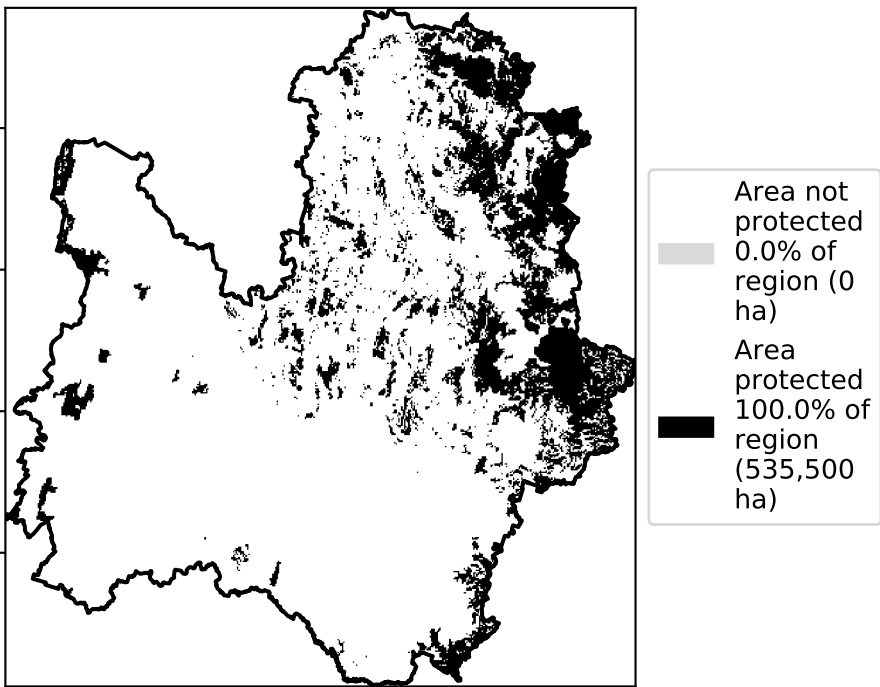 Area not
protected
0.0% of
region (0
ha)
Area
protected
100.0% of
region
(535,500
ha)